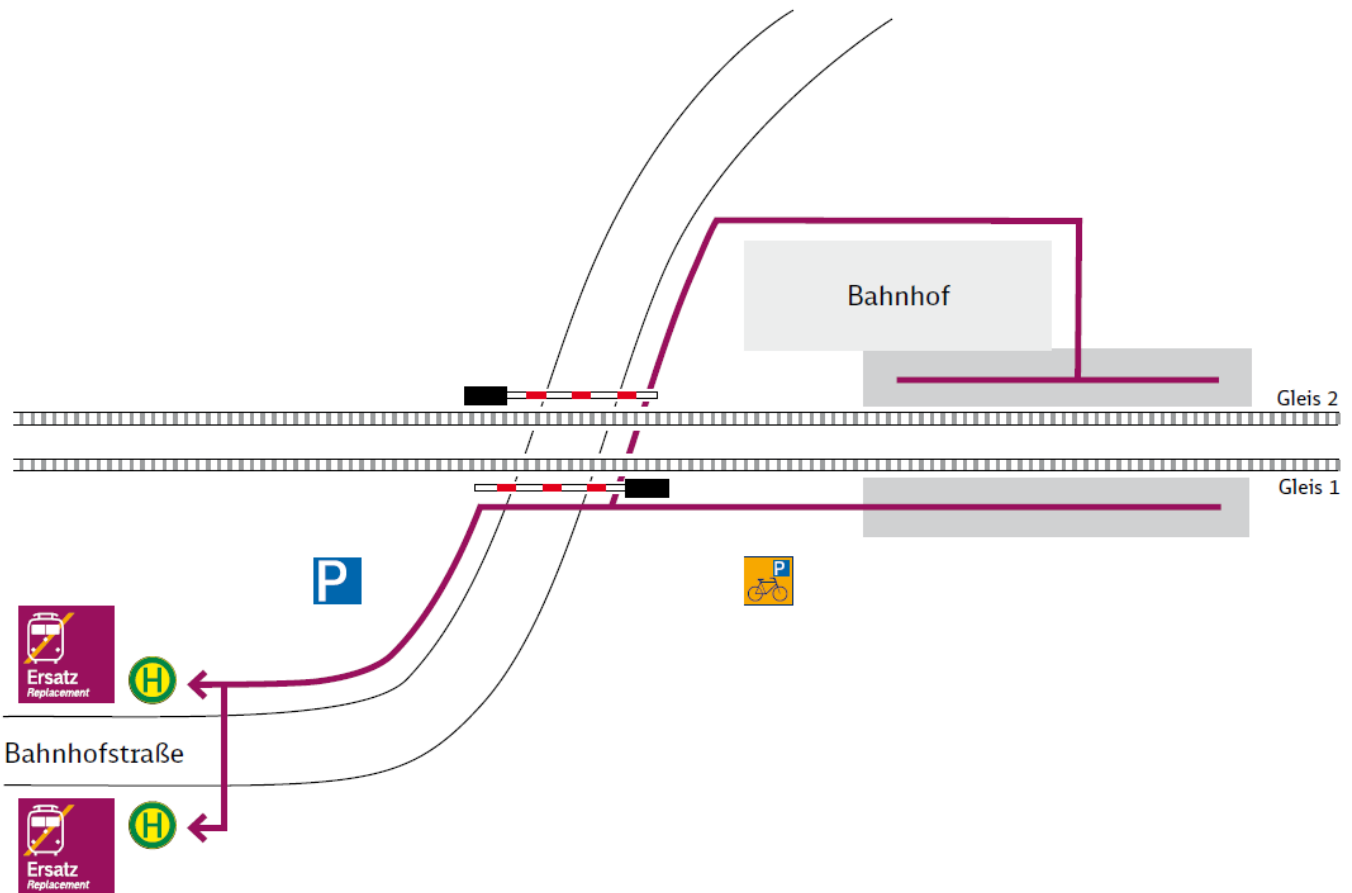 Bahnhof
Gleis 2
Gleis 1
P
P
Ersatz
Replacement
H
Bahnhofstraße
H
Ersatz
Replacement